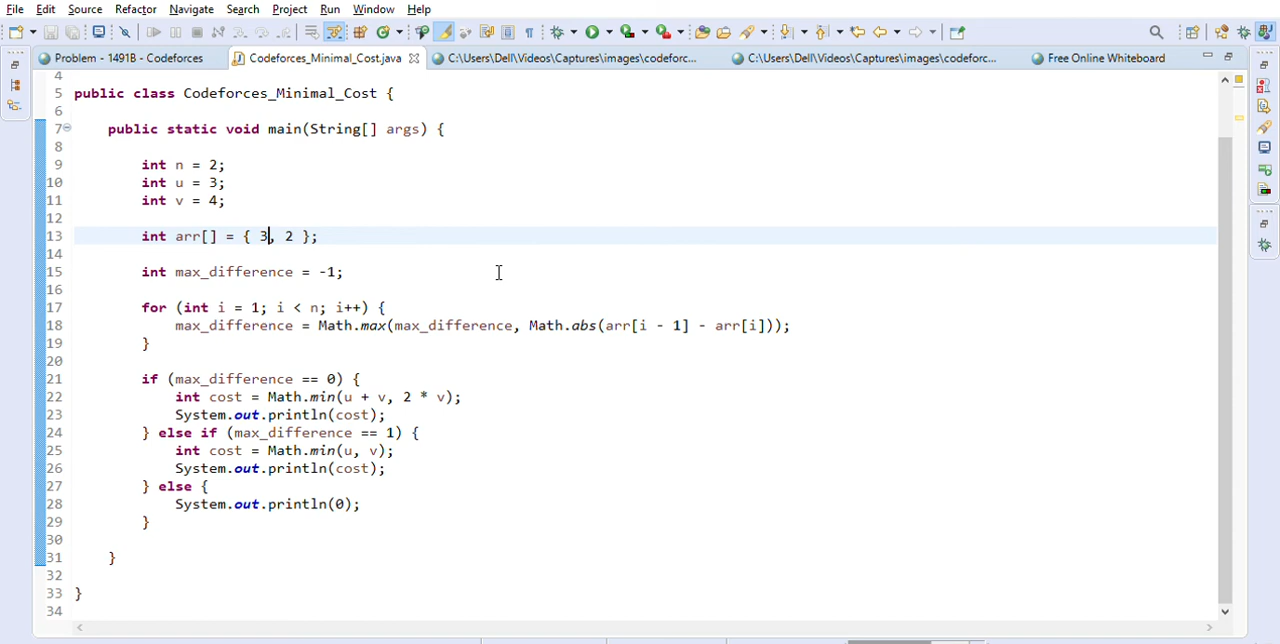 File Edit Source Refactor Navigate Search Project Run Window Help
Problem - 1491B - Codeforces Codeforces_Minimal_Cost.java C:\Users\Dell\Videos\Captures\images\codeforc... C:\Users\Dell\Videos\Captures\images\codeforc... Free Online Whiteboard
4
5 public class Codeforces_Minimal_Cost {
6
7 public static void main(String[] args) {
8
9 int n = 2;
10 int u = 3;
11 int v = 4;
12
13 int arr[] = { 3, 2 };
14
15 int max_difference = -1;
16
17 for (int i = 1; i < n; i++) {
18 max_difference = Math.max(max_difference, Math.abs(arr[i - 1] - arr[i]));
19 }
20
21 if (max_difference == 0) {
22 int cost = Math.min(u + v, 2 * v);
23 System.out.println(cost);
24 } else if (max_difference == 1) {
25 int cost = Math.min(u, v);
26 System.out.println(cost);
27 } else {
28 System.out.println(0);
29 }
30
31 }
32
33 }
34